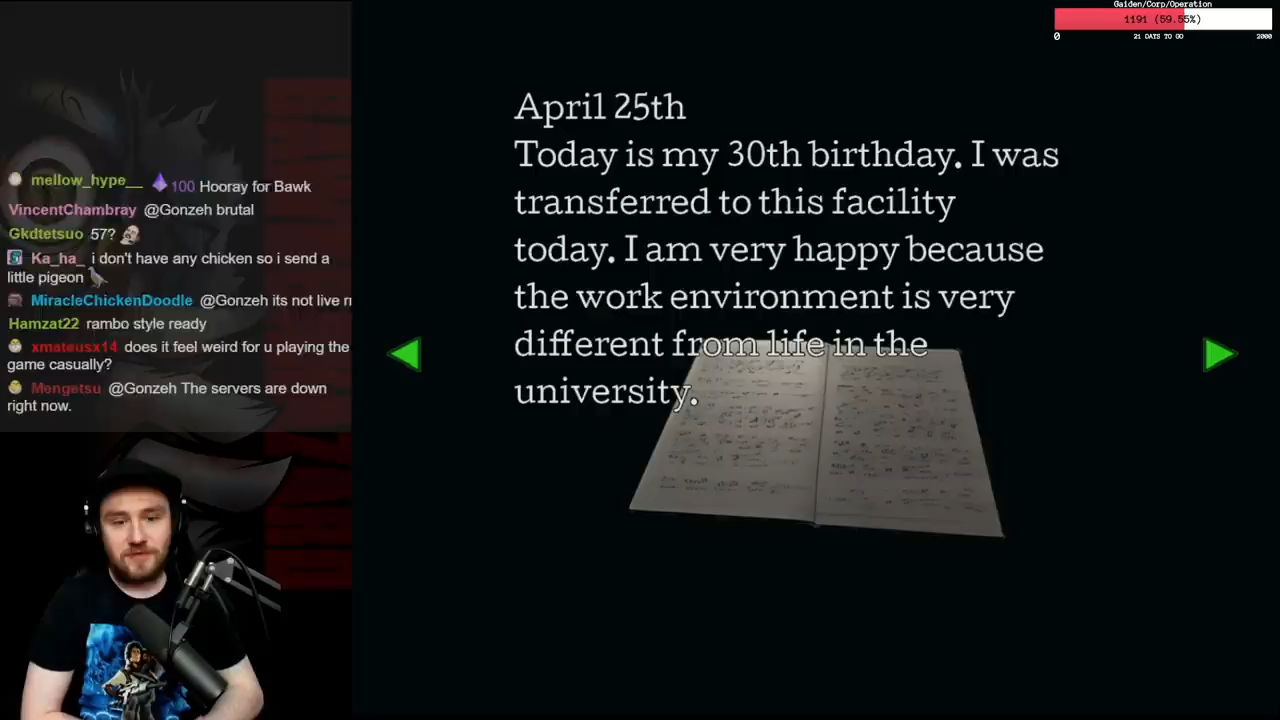 Gaiden/Corp/Operation
1191 (59.55%)
0
21 DAYS TO GO
2000
mellow_hype__ 100 Hooray for Bawk
VincentChambray @Gonzeh brutal
Gkdtetsuo 57?
Ka_ha_ i don't have any chicken so i send a
little pigeon
MiracleChickenDoodle @Gonzeh its not live
Hamzat22 rambo style ready
xmateusx14 does it feel weird for u playing the
game casually?
Mengetsu @Gonzeh The servers are down
right now.
April 25th
Today is my 30th birthday. I was
transferred to this facility
today. I am very happy because
the work environment is very
different from life in the
university.